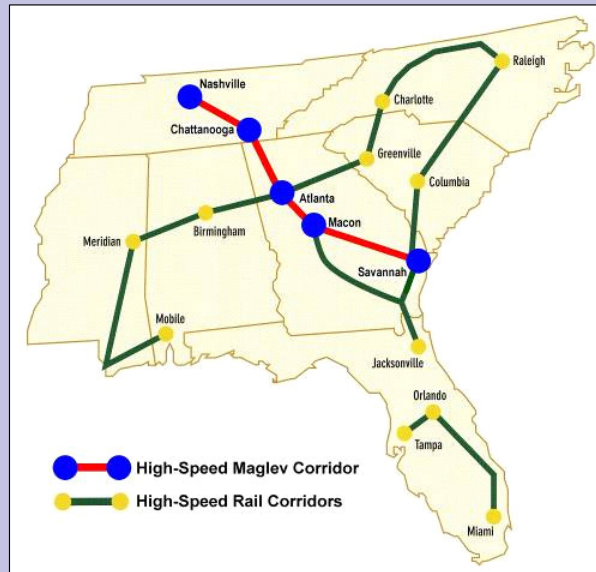 Nashville
Raleigh
Charlotte
Chattanooga
Greenville
Columbia
Atlanta
Macon
Birmingham
Meridian
Savannah
Mobile
Jacksonville
Orlando
Tampa
High-Speed Maglev Corridor
High-Speed Rail Corridors
Miami